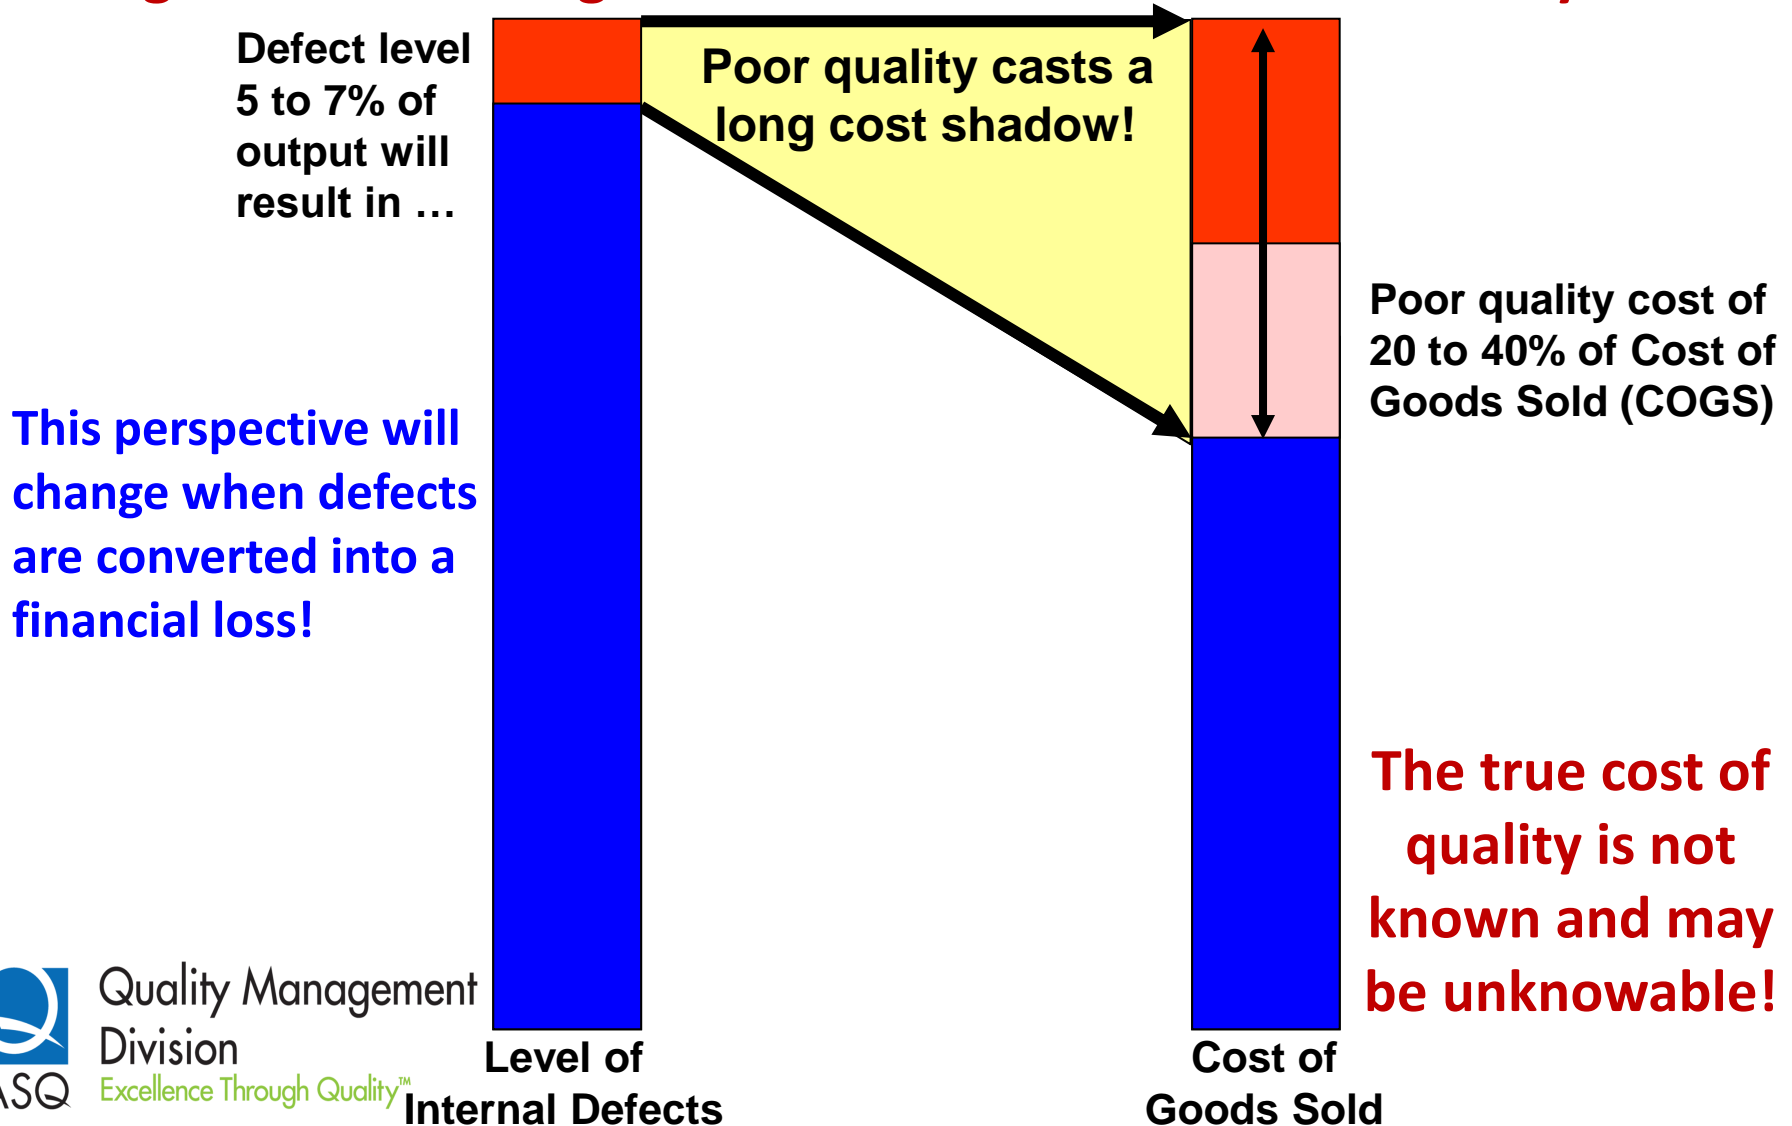 Defect level
5 to 7% of
output will
result in …
Poor quality casts a
long cost shadow!
Poor quality cost of
20 to 40% of Cost of
Goods Sold (COGS)
This perspective will
change when defects
are converted into a
financial loss!
The true cost of
quality is not
known and may
be unknowable!
Quality Management
Division
Excellence Through Quality™
ASQ
Level of
Internal Defects
Cost of
Goods Sold